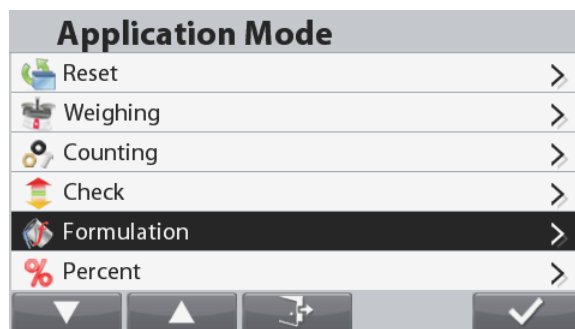 Application Mode
Reset
Weighing
Counting
Check
Formulation
Percent